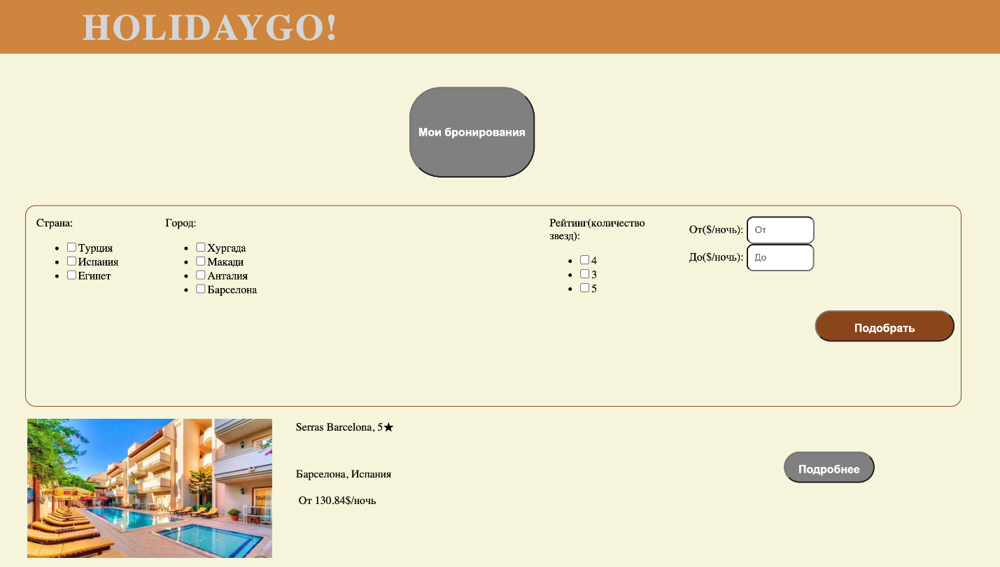 HOLIDAYGO!
Мои бронирования
Страна:
Турция
Испания
Египет
Город:
Хургада
Макади
Анталия
Барселона
Рейтинг(количество
звезд):
4
3
5
От($/ночь): От
До($/ночь): До
Подобрать
Serras Barcelona, 5★
Барселона, Испания
От 130.84$/ночь
Подробнее